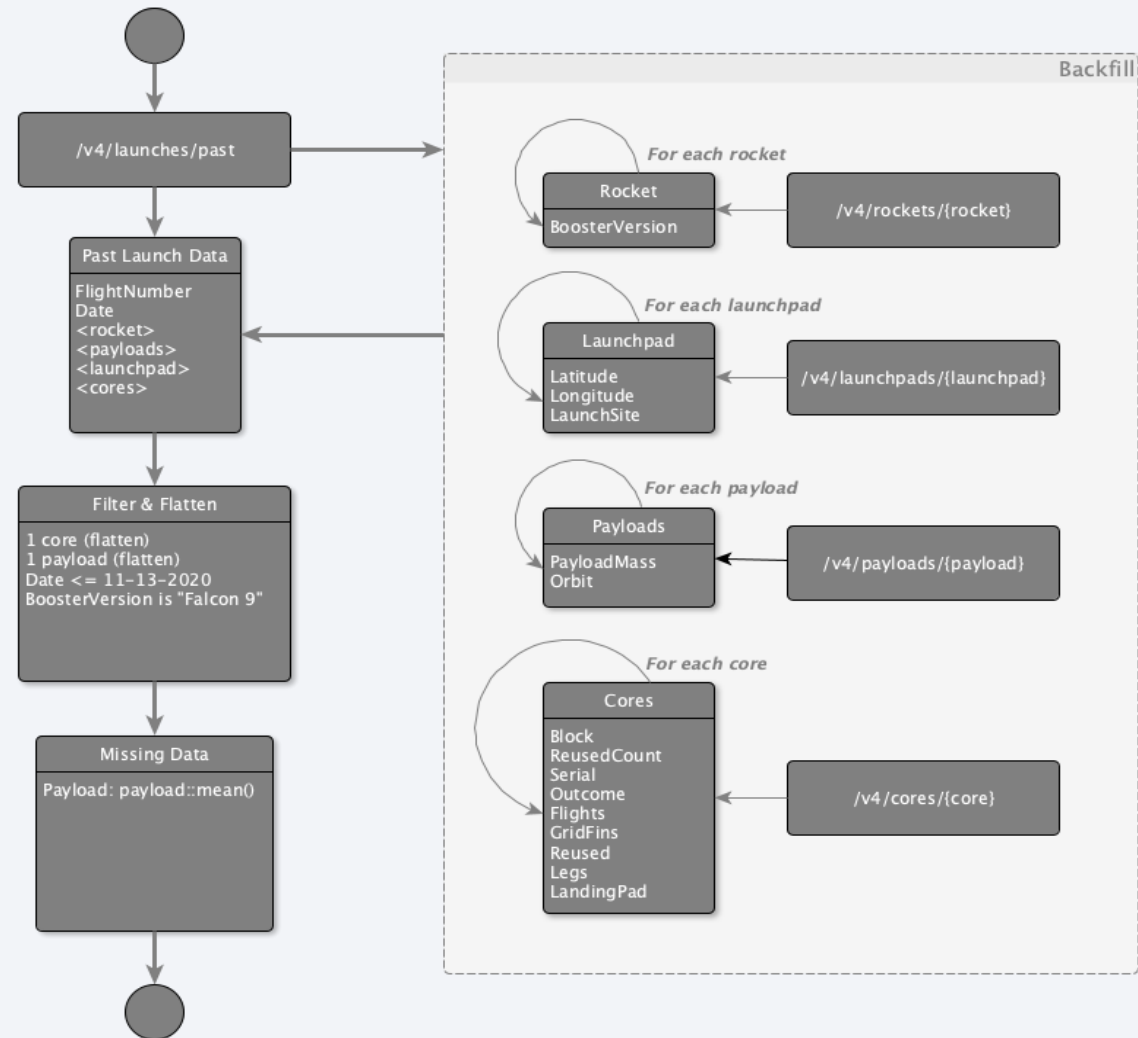 /v4/launches/past
Past Launch Data
FlightNumber
Date
<rocket>
<payloads>
<launchpad>
<cores>
Filter & Flatten
1 core (flatten)
1 payload (flatten)
Date <= 11-13-2020
BoosterVersion is "Falcon 9"
Missing Data
Payload: payload::mean()
Backfill
For each rocket
Rocket
BoosterVersion
/v4/rockets/{rocket}
For each launchpad
Launchpad
Latitude
Longitude
LaunchSite
/v4/launchpads/{launchpad}
For each payload
Payloads
PayloadMass
Orbit
/v4/payloads/{payload}
For each core
Cores
Block
ReusedCount
Serial
Outcome
Flights
GridFins
Reused
Legs
LandingPad
/v4/cores/{core}